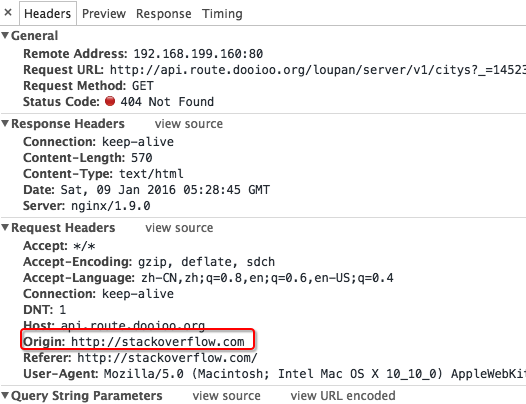 × Headers Preview Response Timing
▼General
Remote Address: 192.168.199.160:80
Request URL: http://api.route.dooioo.org/loupan/server/v1/citys?_=14523
Request Method: GET
Status Code: 404 Not Found
▼Response Headers view source
Connection: keep-alive
Content-Length: 570
Content-Type: text/html
Date: Sat, 09 Jan 2016 05:28:45 GMT
Server: nginx/1.9.0
▼Request Headers view source
Accept: */*
Accept-Encoding: gzip, deflate, sdch
Accept-Language: zh-CN,zh;q=0.8,en;q=0.6,en-US;q=0.4
Connection: keep-alive
DNT: 1
Host: api.route.dooioo.org
Origin: http://stackoverflow.com
Referer: http://stackoverflow.com/
User-Agent: Mozilla/5.0 (Macintosh; Intel Mac OS X 10_10_0) AppleWebKit
▼Query String Parameters view source view URL encoded